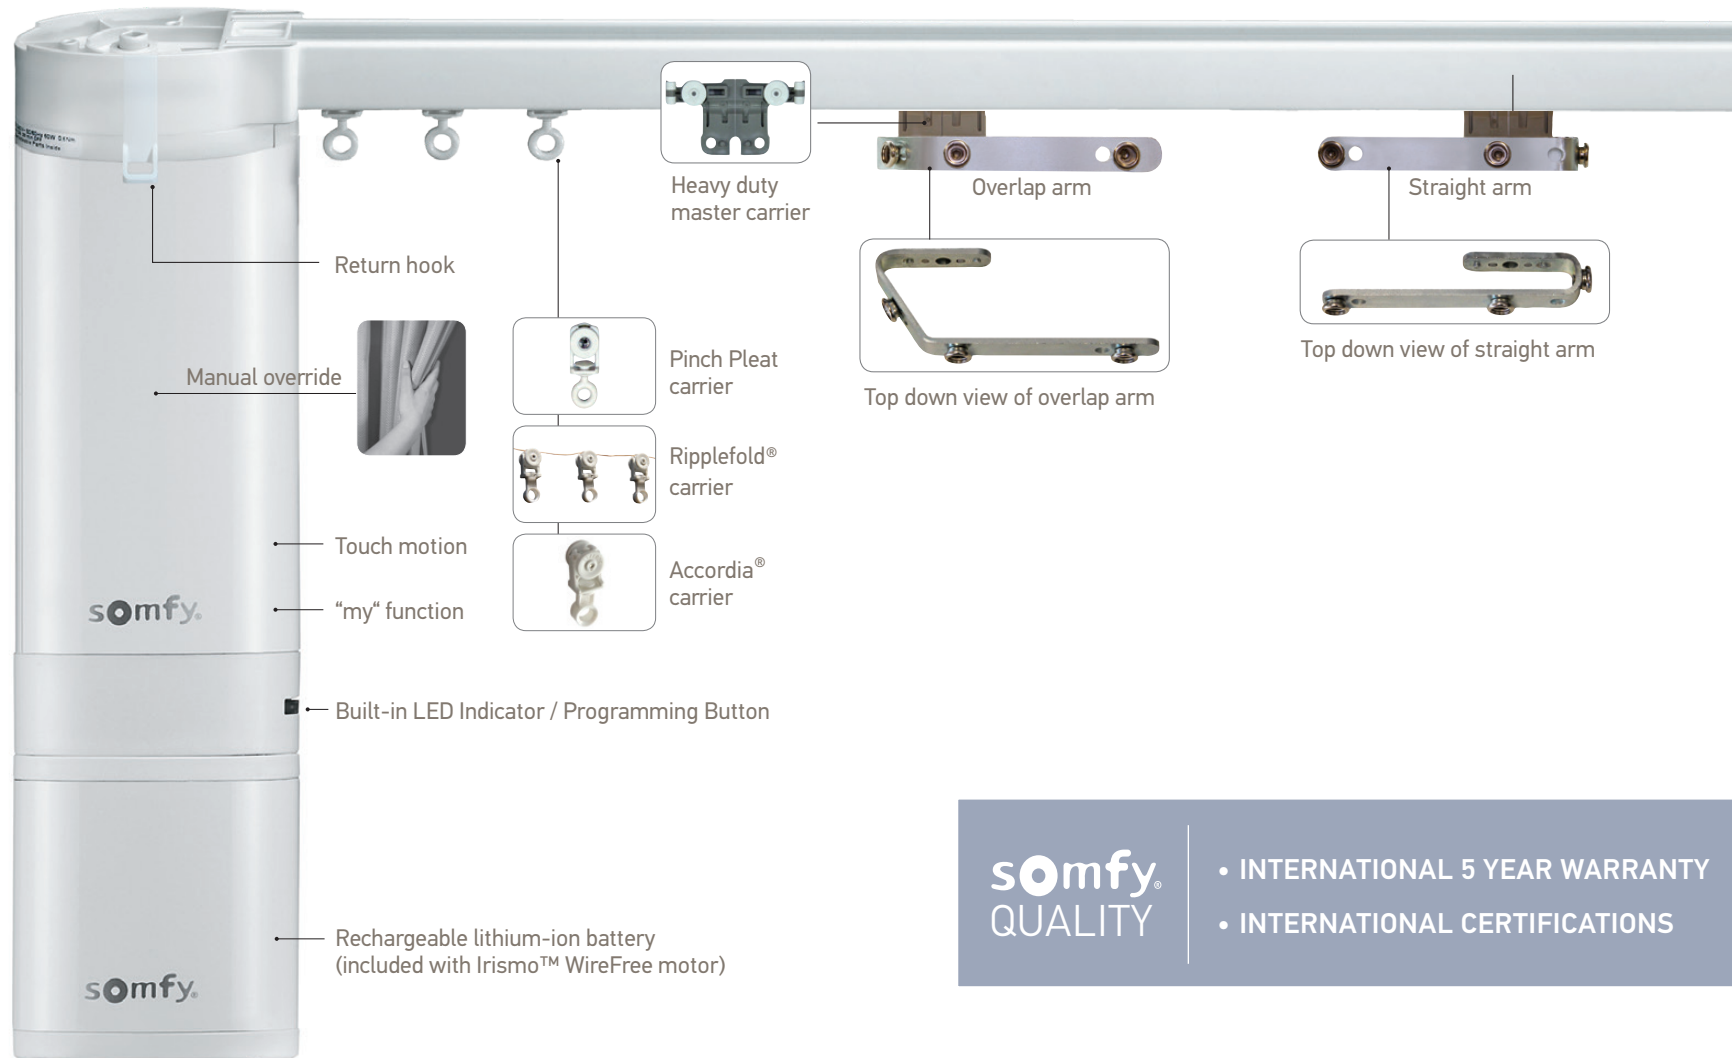 Heavy duty
master carrier
Overlap arm
Straight arm
Return hook
Manual override
Pinch Pleat
carrier
Top down view of overlap arm
Top down view of straight arm
Ripplefold®
carrier
Touch motion
Accordia®
carrier
somfy®
“my“ function
Built-in LED Indicator / Programming Button
Rechargeable lithium-ion battery
(included with Irismo™ WireFree motor)
somfy®
somfy®
QUALITY
• INTERNATIONAL 5 YEAR WARRANTY
• INTERNATIONAL CERTIFICATIONS